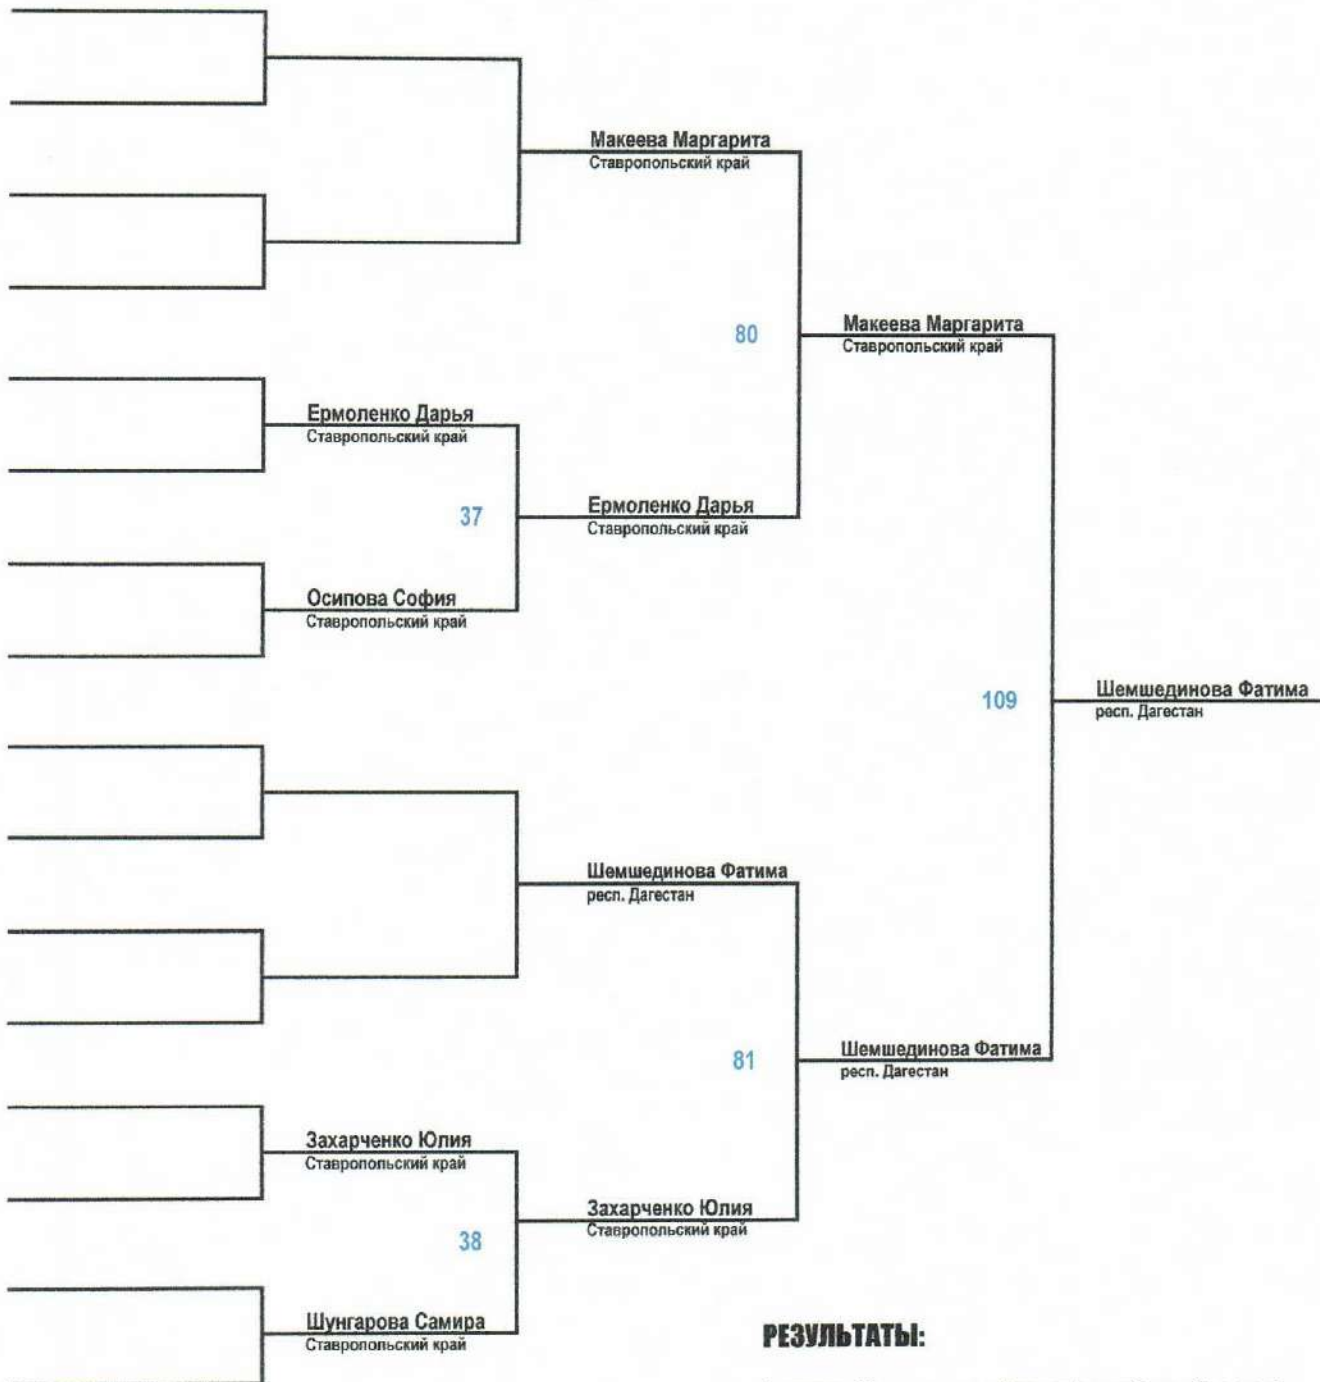 Макеева Маргарита
Ставропольский край
80
Макеева Маргарита
Ставропольский край
Ермоленко Дарья
Ставропольский край
37
Ермоленко Дарья
Ставропольский край
Осипова София
Ставропольский край
109
Шемшединова Фатима
респ. Дагестан
Шемшединова Фатима
респ. Дагестан
81
Шемшединова Фатима
респ. Дагестан
Захарченко Юлия
Ставропольский край
38
Захарченко Юлия
Ставропольский край
Шунгарова Самира
Ставропольский край
РЕЗУЛЬТАТЫ: